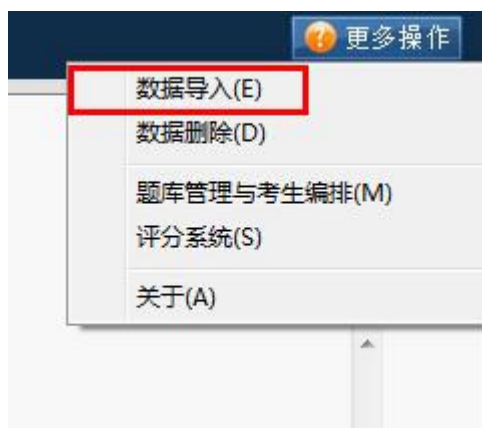 更多操作
数据导入(E)
数据删除(D)
题库管理与考生编排(M)
评分系统(S)
关于(A)